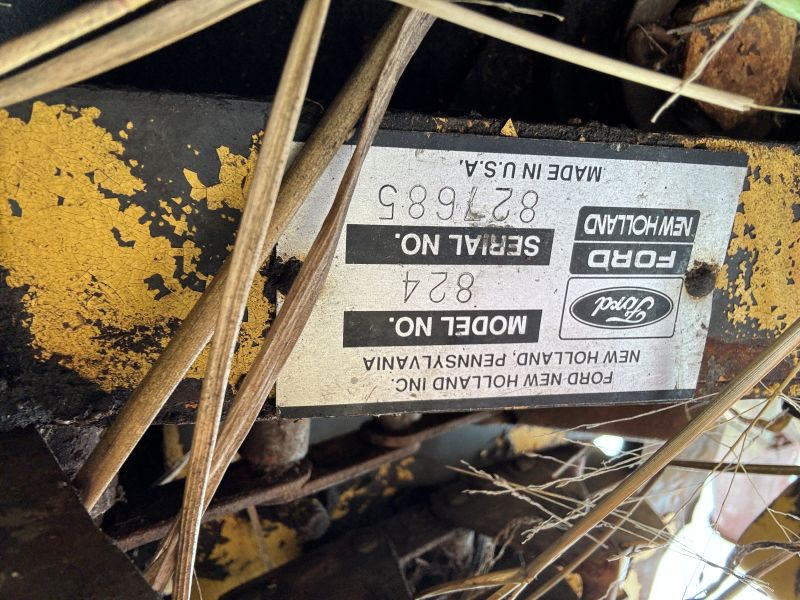 FORD NEW HOLLAND INC.
NEW HOLLAND, PENNSYLVANIA
Ford
FORD
NEW HOLLAND
MODEL NO.
824
SERIAL NO.
827685
MADE IN U.S.A.